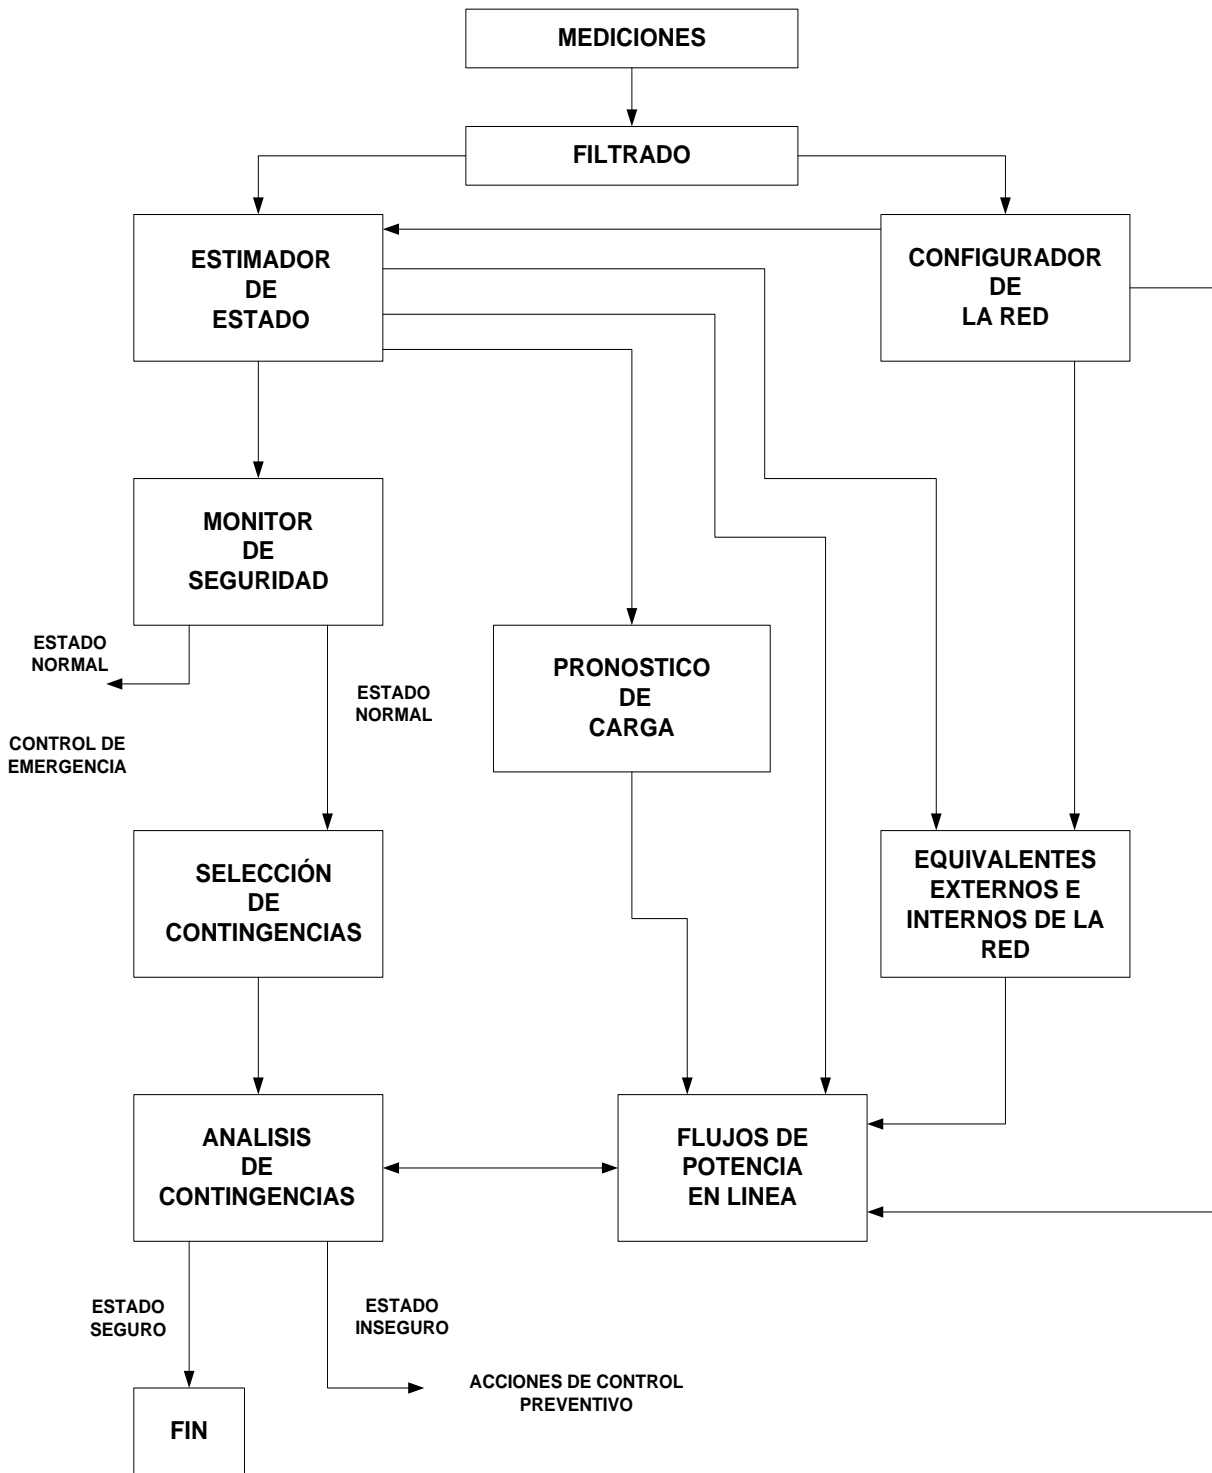 MEDICIONES
FILTRADO
ESTIMADOR
DE
ESTADO
CONFIGURADOR
DE
LA RED
MONITOR
DE
SEGURIDAD
ESTADO
NORMAL
ESTADO
NORMAL
CONTROL DE
EMERGENCIA
PRONOSTICO
DE
CARGA
SELECCIÓN
DE
CONTINGENCIAS
EQUIVALENTES
EXTERNOS E
INTERNOS DE LA
RED
ANALISIS
DE
CONTINGENCIAS
FLUJOS DE
POTENCIA
EN LINEA
ESTADO
SEGURO
ESTADO
INSEGURO
ACCIONES DE CONTROL
PREVENTIVO
FIN